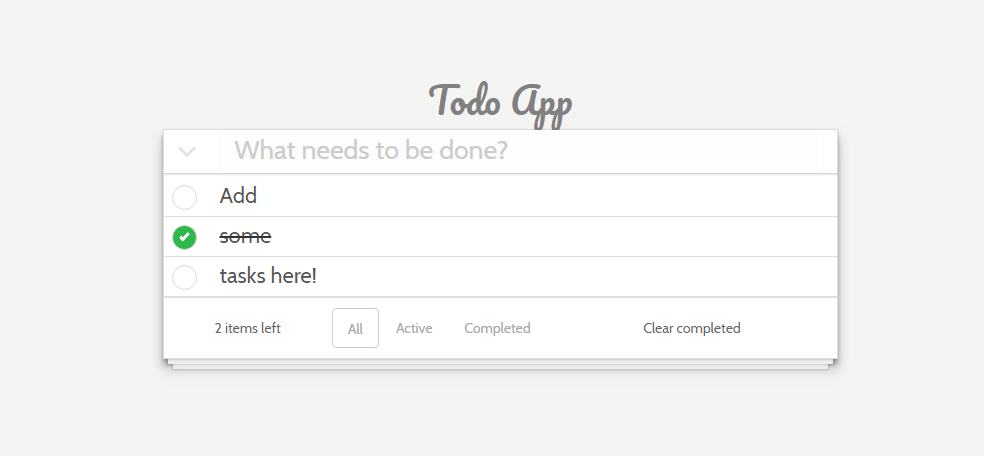 Todo App
What needs to be done?
Add
some
tasks here!
2 items left All Active Completed Clear completed